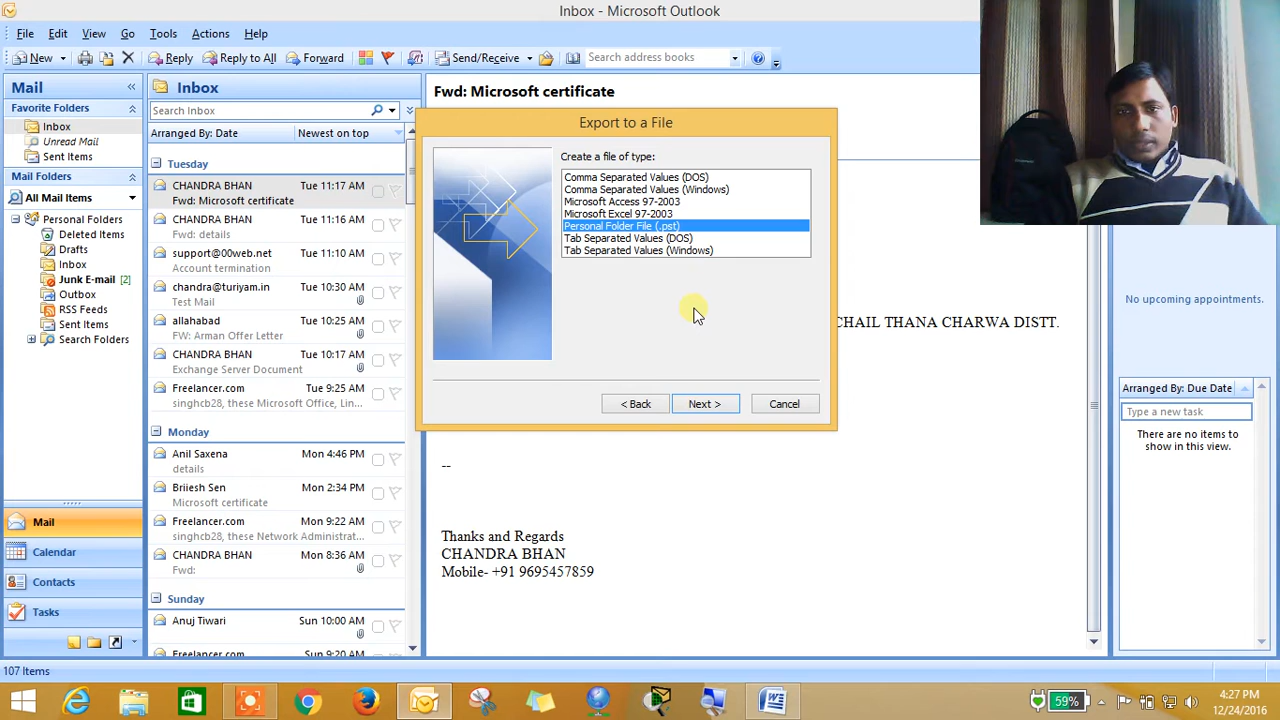 Inbox - Microsoft Outlook
File Edit View Go Tools Actions Help
New Reply Reply to All Forward Send/Receive Search address books
Mail
Favorite Folders
Inbox
Unread Mail
Sent Items
Mail Folders
All Mail Items
Personal Folders
Deleted Items
Drafts
Inbox
Junk E-mail [2]
Outbox
RSS Feeds
Sent Items
Search Folders
Mail
Calendar
Contacts
Tasks
Inbox
Search Inbox
Arranged By: Date Newest on top
Tuesday
CHANDRA BHAN Tue 11:17 AM
Fwd: Microsoft certificate
CHANDRA BHAN Tue 11:16 AM
Fwd: details
support@00web.net Tue 11:10 AM
Account termination
chandra@turiyam.in Tue 10:30 AM
Test Mail
allahabad Tue 10:25 AM
FW: Arman Offer Letter
CHANDRA BHAN Tue 10:17 AM
Exchange Server Document
Freelancer.com Tue 9:25 AM
singhcb28, these Microsoft Office, Lin...
Monday
Anil Saxena Mon 4:46 PM
details
Briiesh Sen Mon 2:34 PM
Microsoft certificate
Freelancer.com Mon 9:22 AM
singhcb28, these Network Administrat...
CHANDRA BHAN Mon 8:36 AM
Fwd:
Sunday
Anuj Tiwari Sun 10:00 AM
Freelancer.com Sun 9:20 AM
Fwd: Microsoft certificate
Export to a File
Create a file of type:
Comma Separated Values (DOS)
Comma Separated Values (Windows)
Microsoft Access 97-2003
Microsoft Excel 97-2003
Personal Folder File (.pst)
Tab Separated Values (DOS)
Tab Separated Values (Windows)
< Back Next > Cancel
CHAIL THANA CHARWA DISTT.
--
Thanks and Regards
CHANDRA BHAN
Mobile- +91 9695457859
No upcoming appointments.
Arranged By: Due Date
Type a new task
There are no items to
show in this view.
107 Items
59%
4:27 PM
12/24/2016